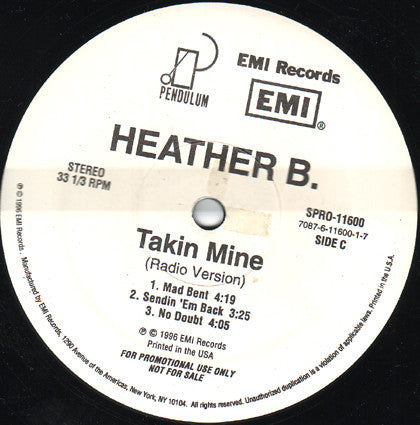 PENDULUM
EMI Records
EMI
®
HEATHER B.
STEREO
33 1/3 RPM
SPRO-11600
7087-6-11600-1-7
SIDE C
Takin Mine
(Radio Version)
1. Mad Bent 4:19
2. Sendin 'Em Back 3:25
3. No Doubt 4:05
℗ © 1996 EMI Records
Printed in the USA
FOR PROMOTIONAL USE ONLY
NOT FOR SALE
℗ © 1996 EMI Records. Manufactured by EMI Records, 1290 Avenue of the Americas, New York, NY 10104. All rights reserved. Unauthorized duplication is a violation of applicable laws. Printed in U.S.A.